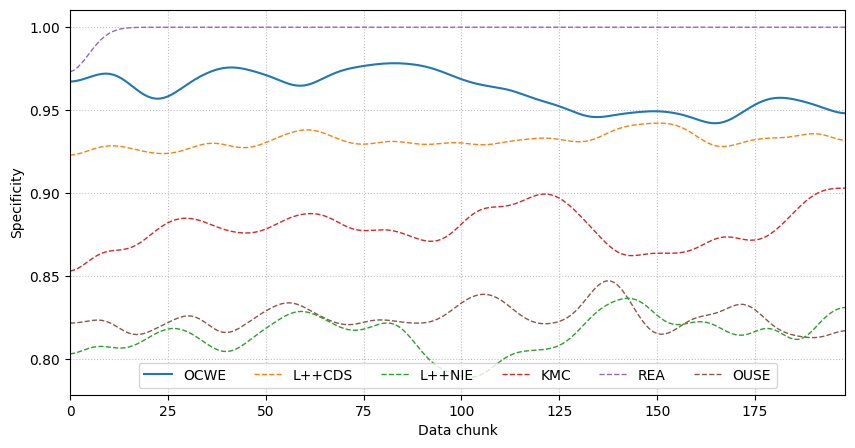 1.00
0.95
0.90
0.85
0.80
Specificity
OCWE L++CDS L++NIE KMC REA OUSE
0 25 50 75 100 125 150 175
Data chunk